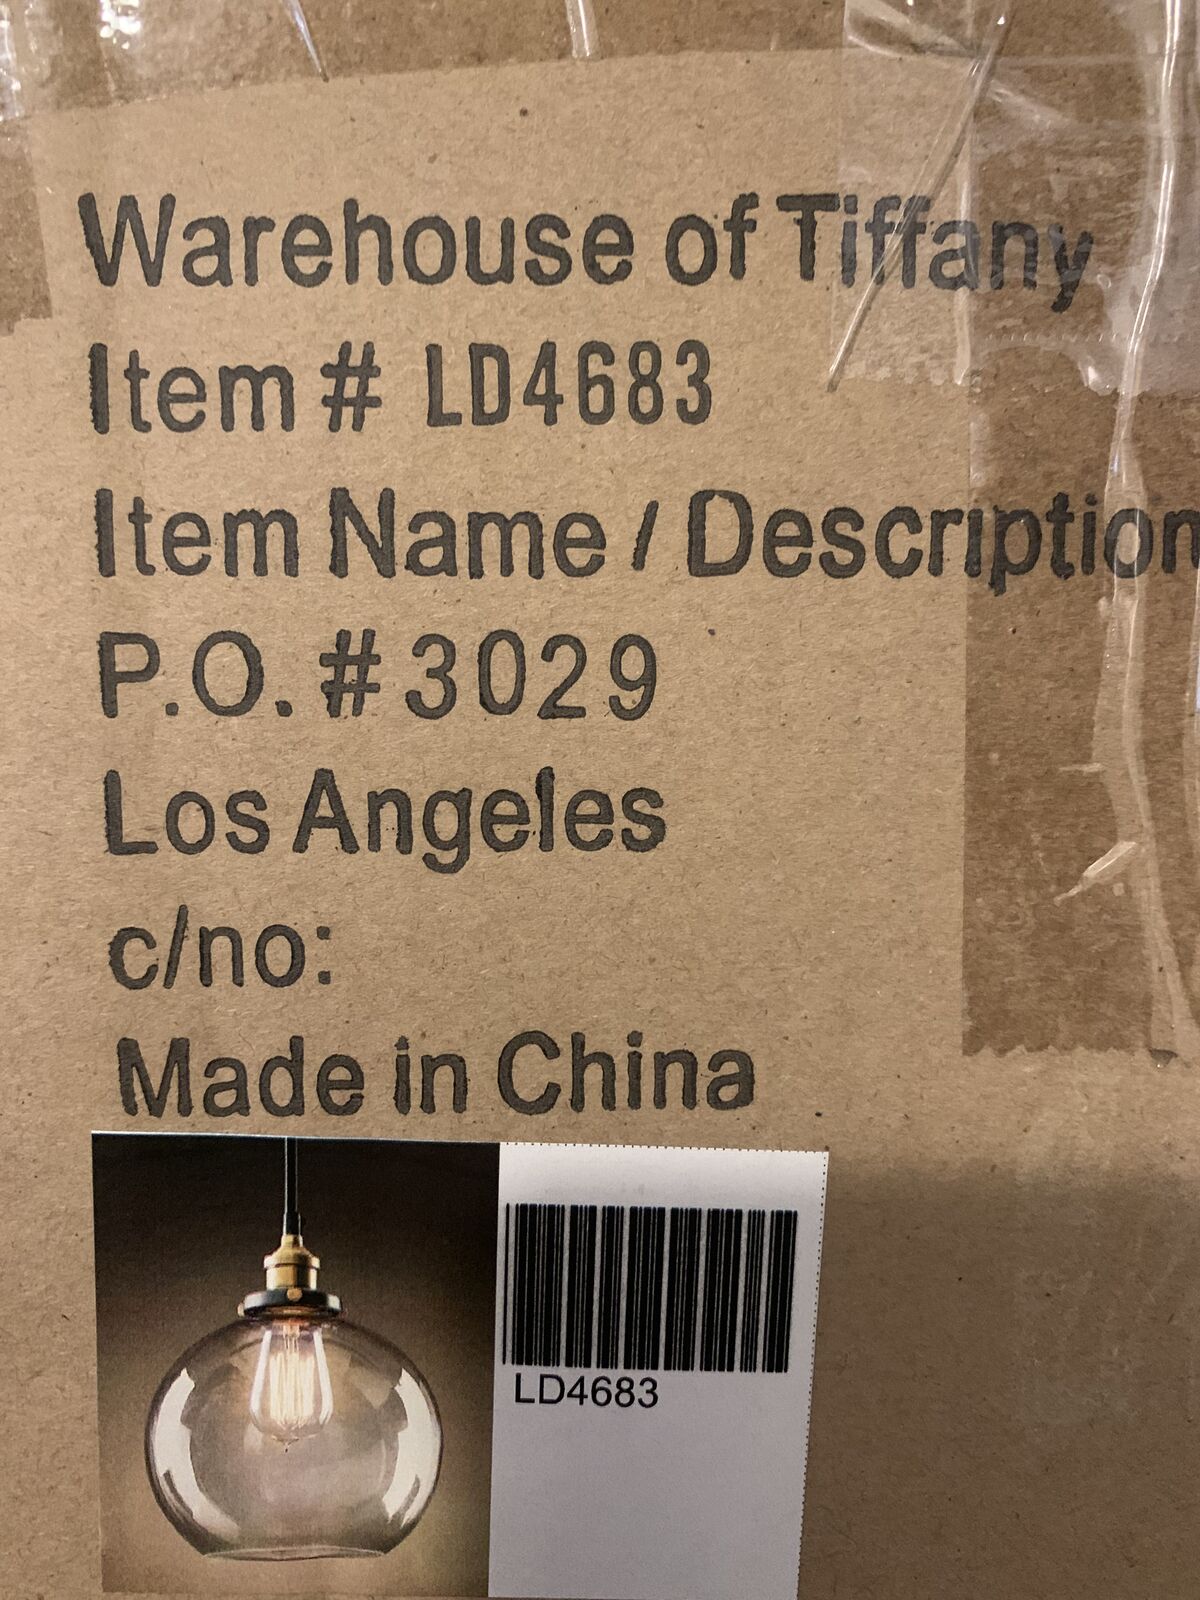 Warehouse of Tiffany
Item # LD4683
Item Name / Description
P.O. # 3029
Los Angeles
c/no:
Made in China
LD4683